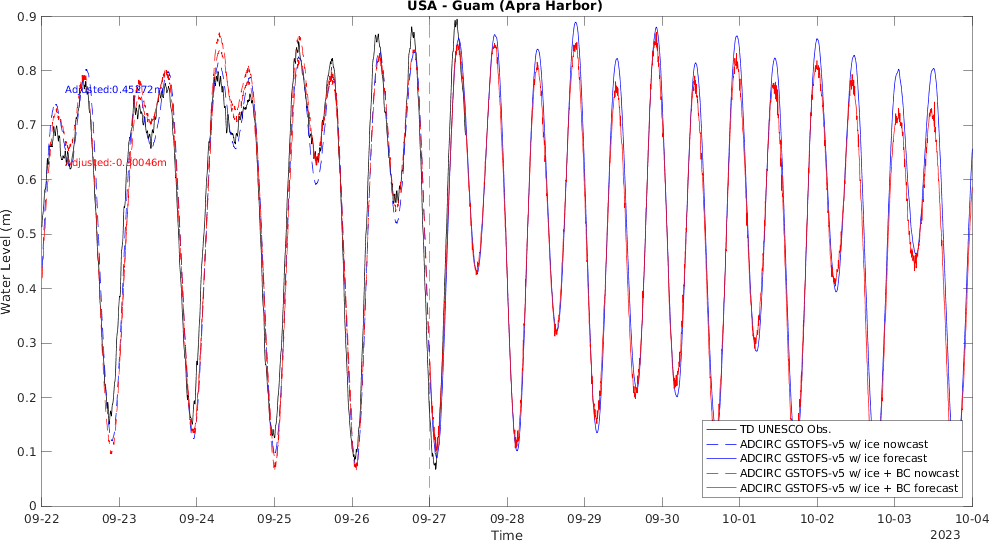 USA - Guam (Apra Harbor)
0.9
0.8
0.7
0.6
0.5
0.4
0.3
0.2
0.1
0
Water Level (m)
Adjusted:-0.
TD UNESCO Obs.
ADCIRC GSTOFS-v5 w/ ice nowcast
ADCIRC GSTOFS-v5 w/ ice forecast
ADCIRC GSTOFS-v5 w/ ice + BC nowcast
ADCIRC GSTOFS-v5 w/ ice + BC forecast
09-22 09-23 09-24 09-25 09-26 09-27 09-28 09-29 09-30 10-01 10-02 10-03 10-04
Time
2023